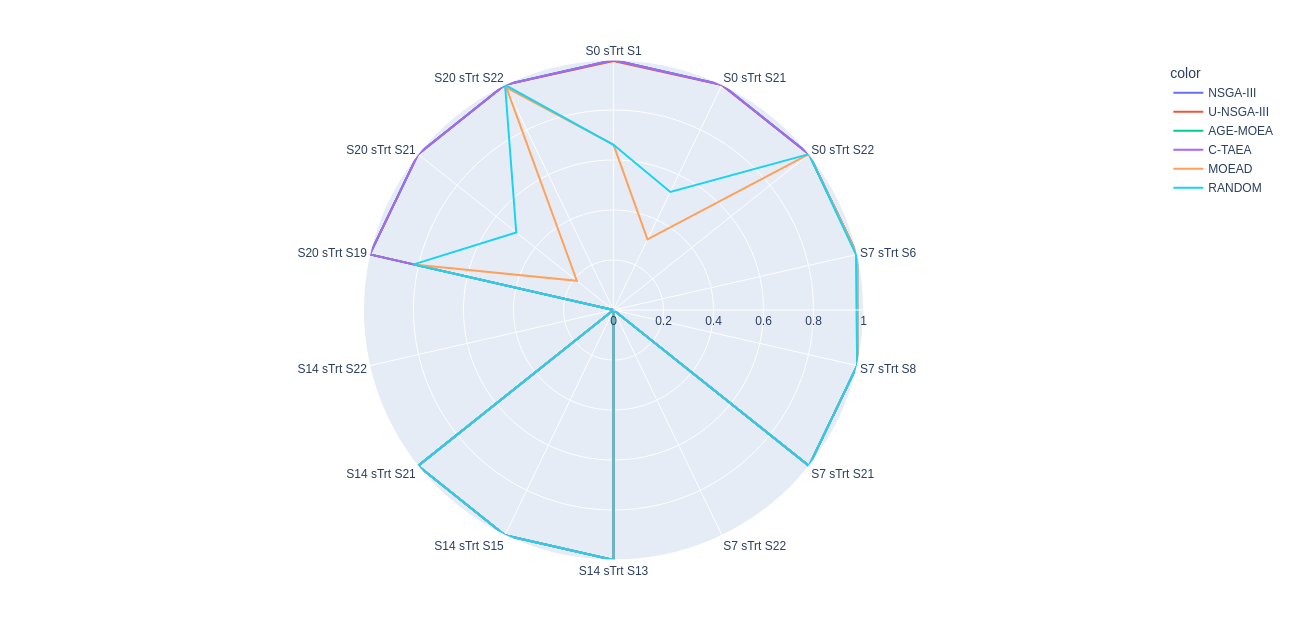 S0 sTrt S1
S20 sTrt S22
S0 sTrt S21
S20 sTrt S21
S0 sTrt S22
S20 sTrt S19
S7 sTrt S6
0
0.2
0.4
0.6
0.8
1
S14 sTrt S22
S7 sTrt S8
S14 sTrt S21
S7 sTrt S21
S14 sTrt S15
S7 sTrt S22
S14 sTrt S13
color
NSGA-III
U-NSGA-III
AGE-MOEA
C-TAEA
MOEAD
RANDOM